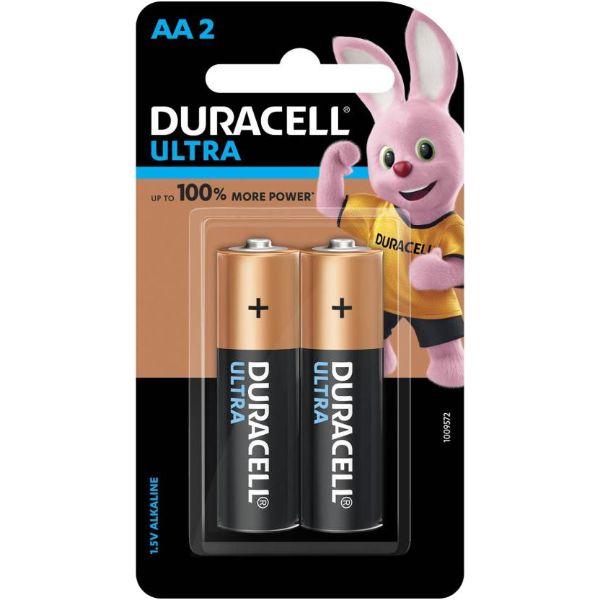 AA 2
DURACELL®
ULTRA
UP TO 100% MORE POWER*
DURACELL
+
+
DURACELL®
ULTRA
DURACELL®
ULTRA
1009572
1.5V ALKALINE